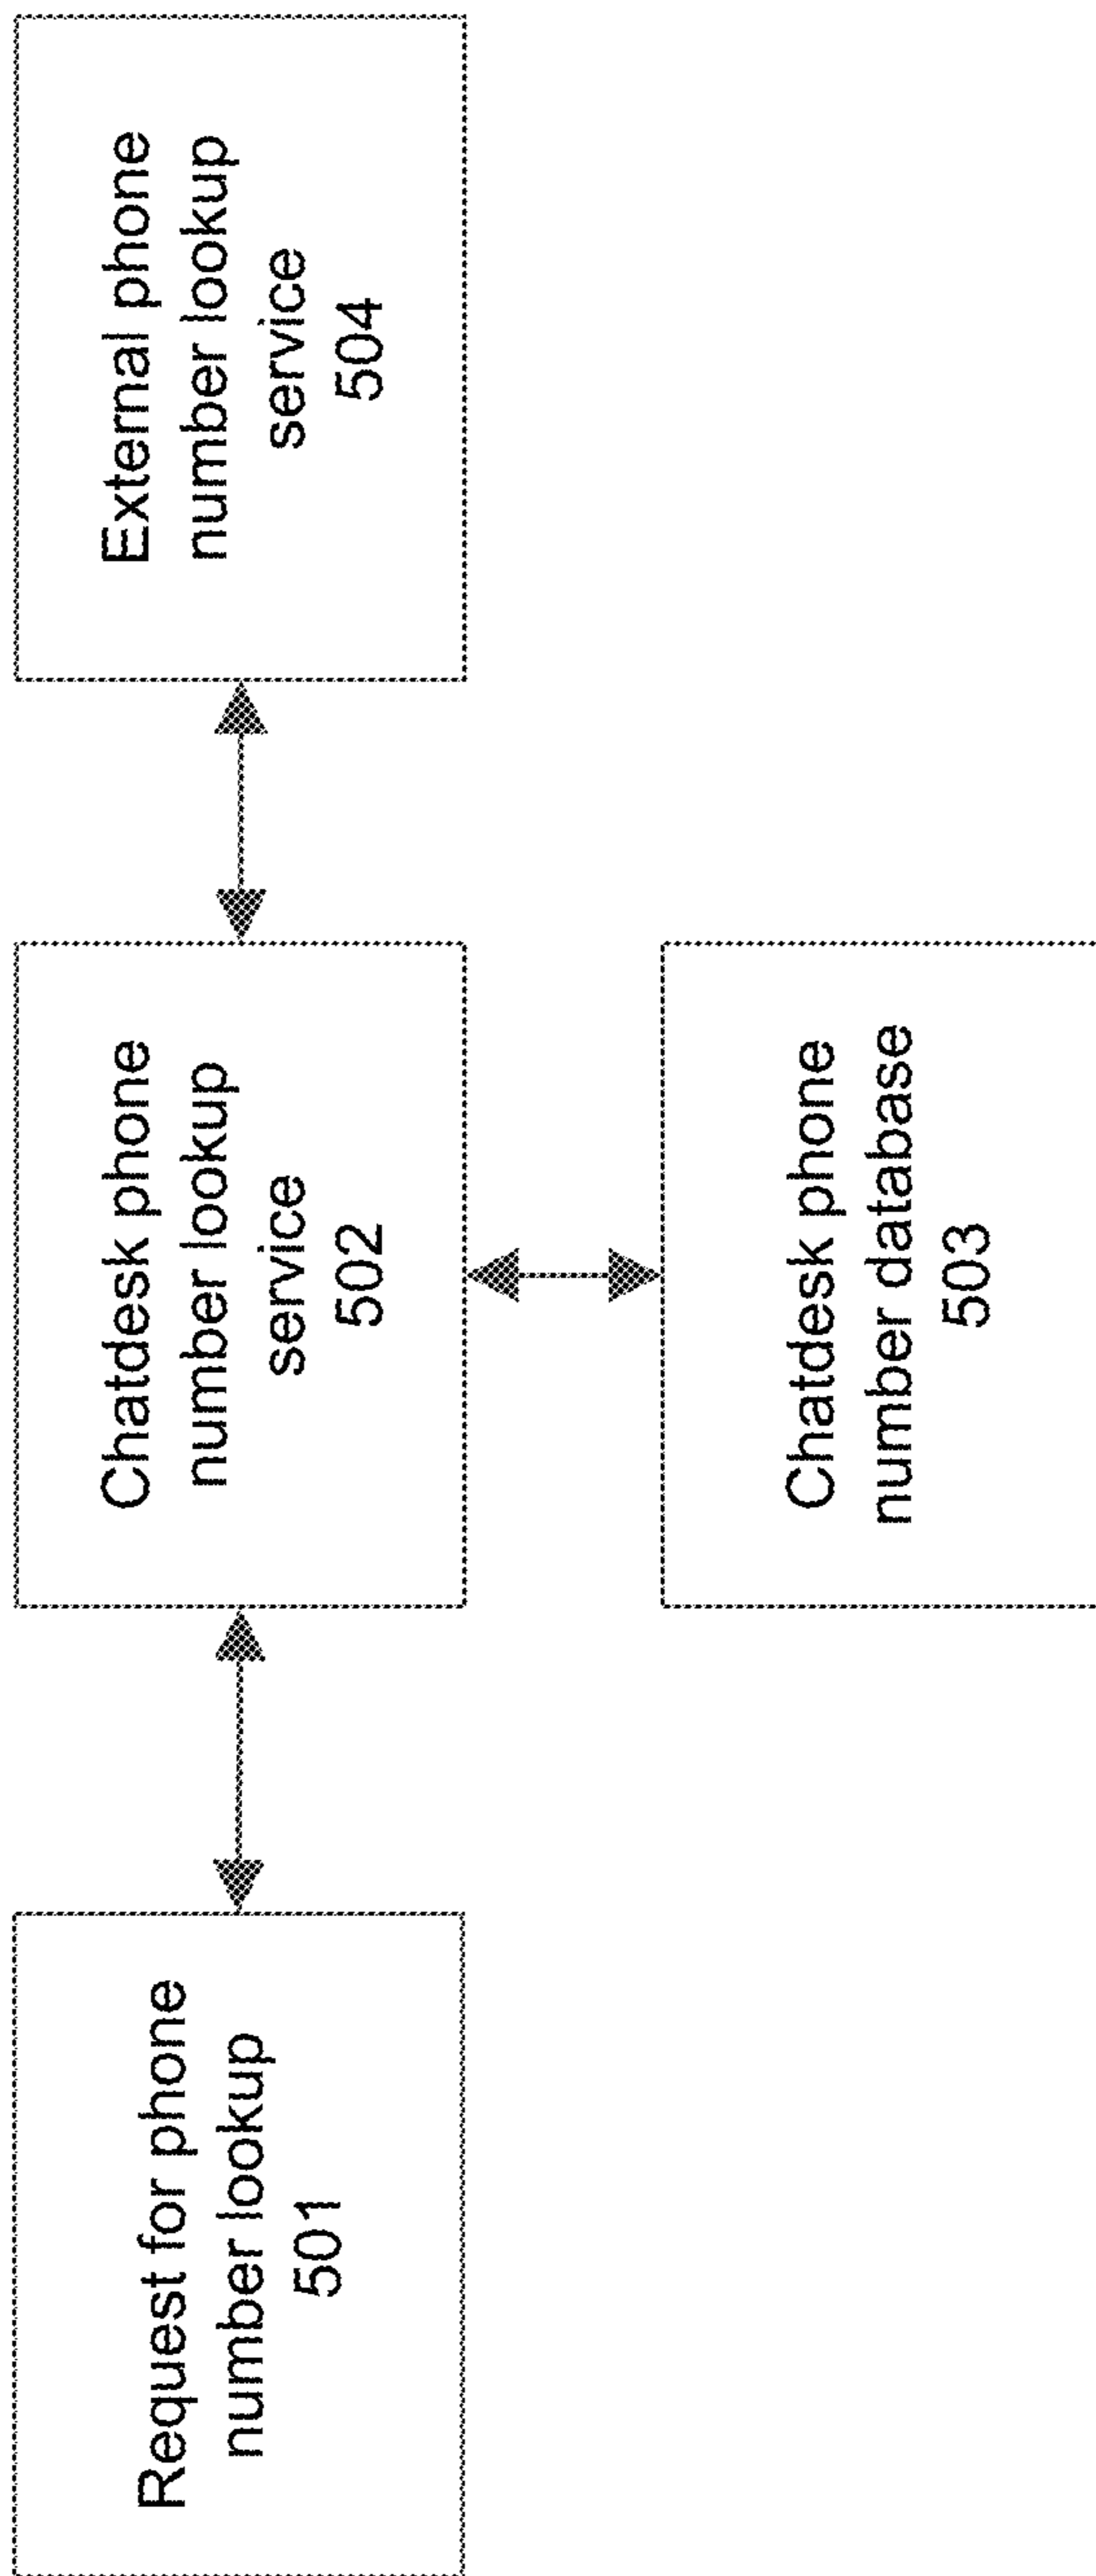 Request for phone
number lookup
501
Chatdesk phone
number lookup
service
502
External phone
number lookup
service
504
Chatdesk phone
number database
503